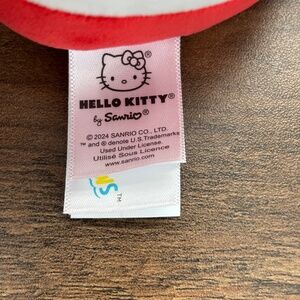 HELLO KITTY®
by Sanrio®
© 2024 SANRIO CO., LTD.
™ and ® denote U.S. Trademarks
Used Under License.
Utilisé Sous Licence
www.sanrio.com
™